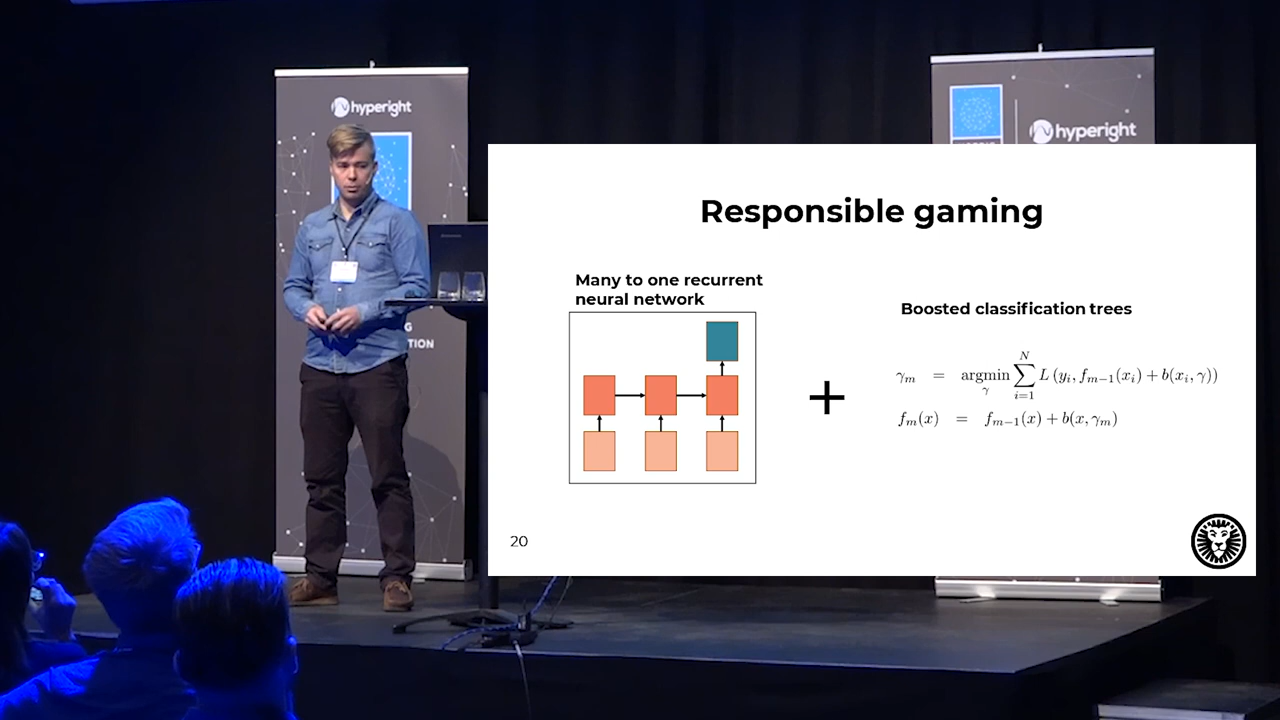 hyperight
hyperight
Responsible gaming
Many to one recurrent
neural network
Boosted classification trees
γₘ = argmin_γ ∑_{i=1}^{N} L (yᵢ, fₘ₋₁(xᵢ) + b(xᵢ, γ))
+
fₘ(x) = fₘ₋₁(x) + b(x, γₘ)
20